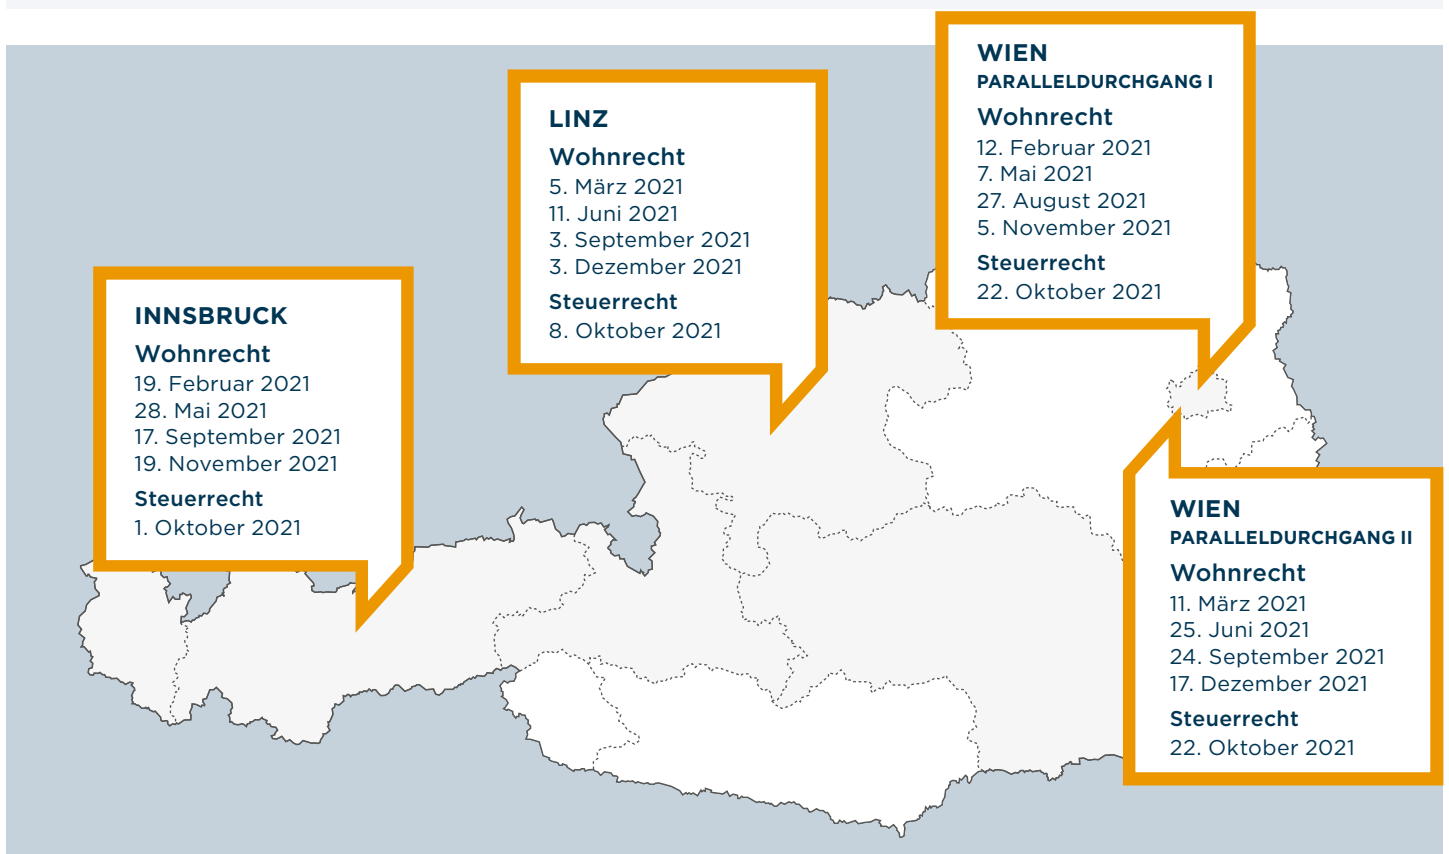 INNSBRUCK
Wohnrecht
19. Februar 2021
28. Mai 2021
17. September 2021
19. November 2021
Steuerrecht
1. Oktober 2021
LINZ
Wohnrecht
5. März 2021
11. Juni 2021
3. September 2021
3. Dezember 2021
Steuerrecht
8. Oktober 2021
WIEN
PARALLELDURCHGANG I
Wohnrecht
12. Februar 2021
7. Mai 2021
27. August 2021
5. November 2021
Steuerrecht
22. Oktober 2021
WIEN
PARALLELDURCHGANG II
Wohnrecht
11. März 2021
25. Juni 2021
24. September 2021
17. Dezember 2021
Steuerrecht
22. Oktober 2021